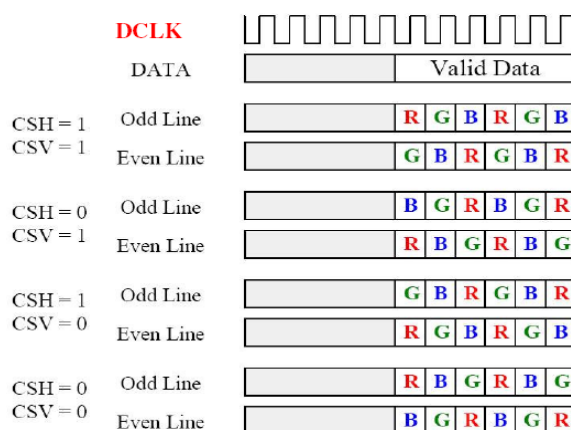 DCLK
DATA Valid Data
CSH = 1
CSV = 1
Odd Line R G B R G B
Even Line G B R G B R
CSH = 0
CSV = 1
Odd Line B G R B G R
Even Line R B G R B G
CSH = 1
CSV = 0
Odd Line G B R G B R
Even Line R G B R G B
CSH = 0
CSV = 0
Odd Line R B G R B G
Even Line B G R B G R